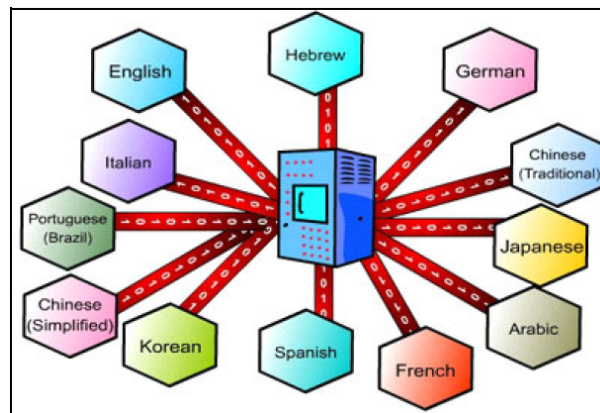 English
Hebrew
German
Italian
Chinese
(Traditional)
Portuguese
(Brazil)
Japanese
Chinese
(Simplified)
Korean
Spanish
French
Arabic